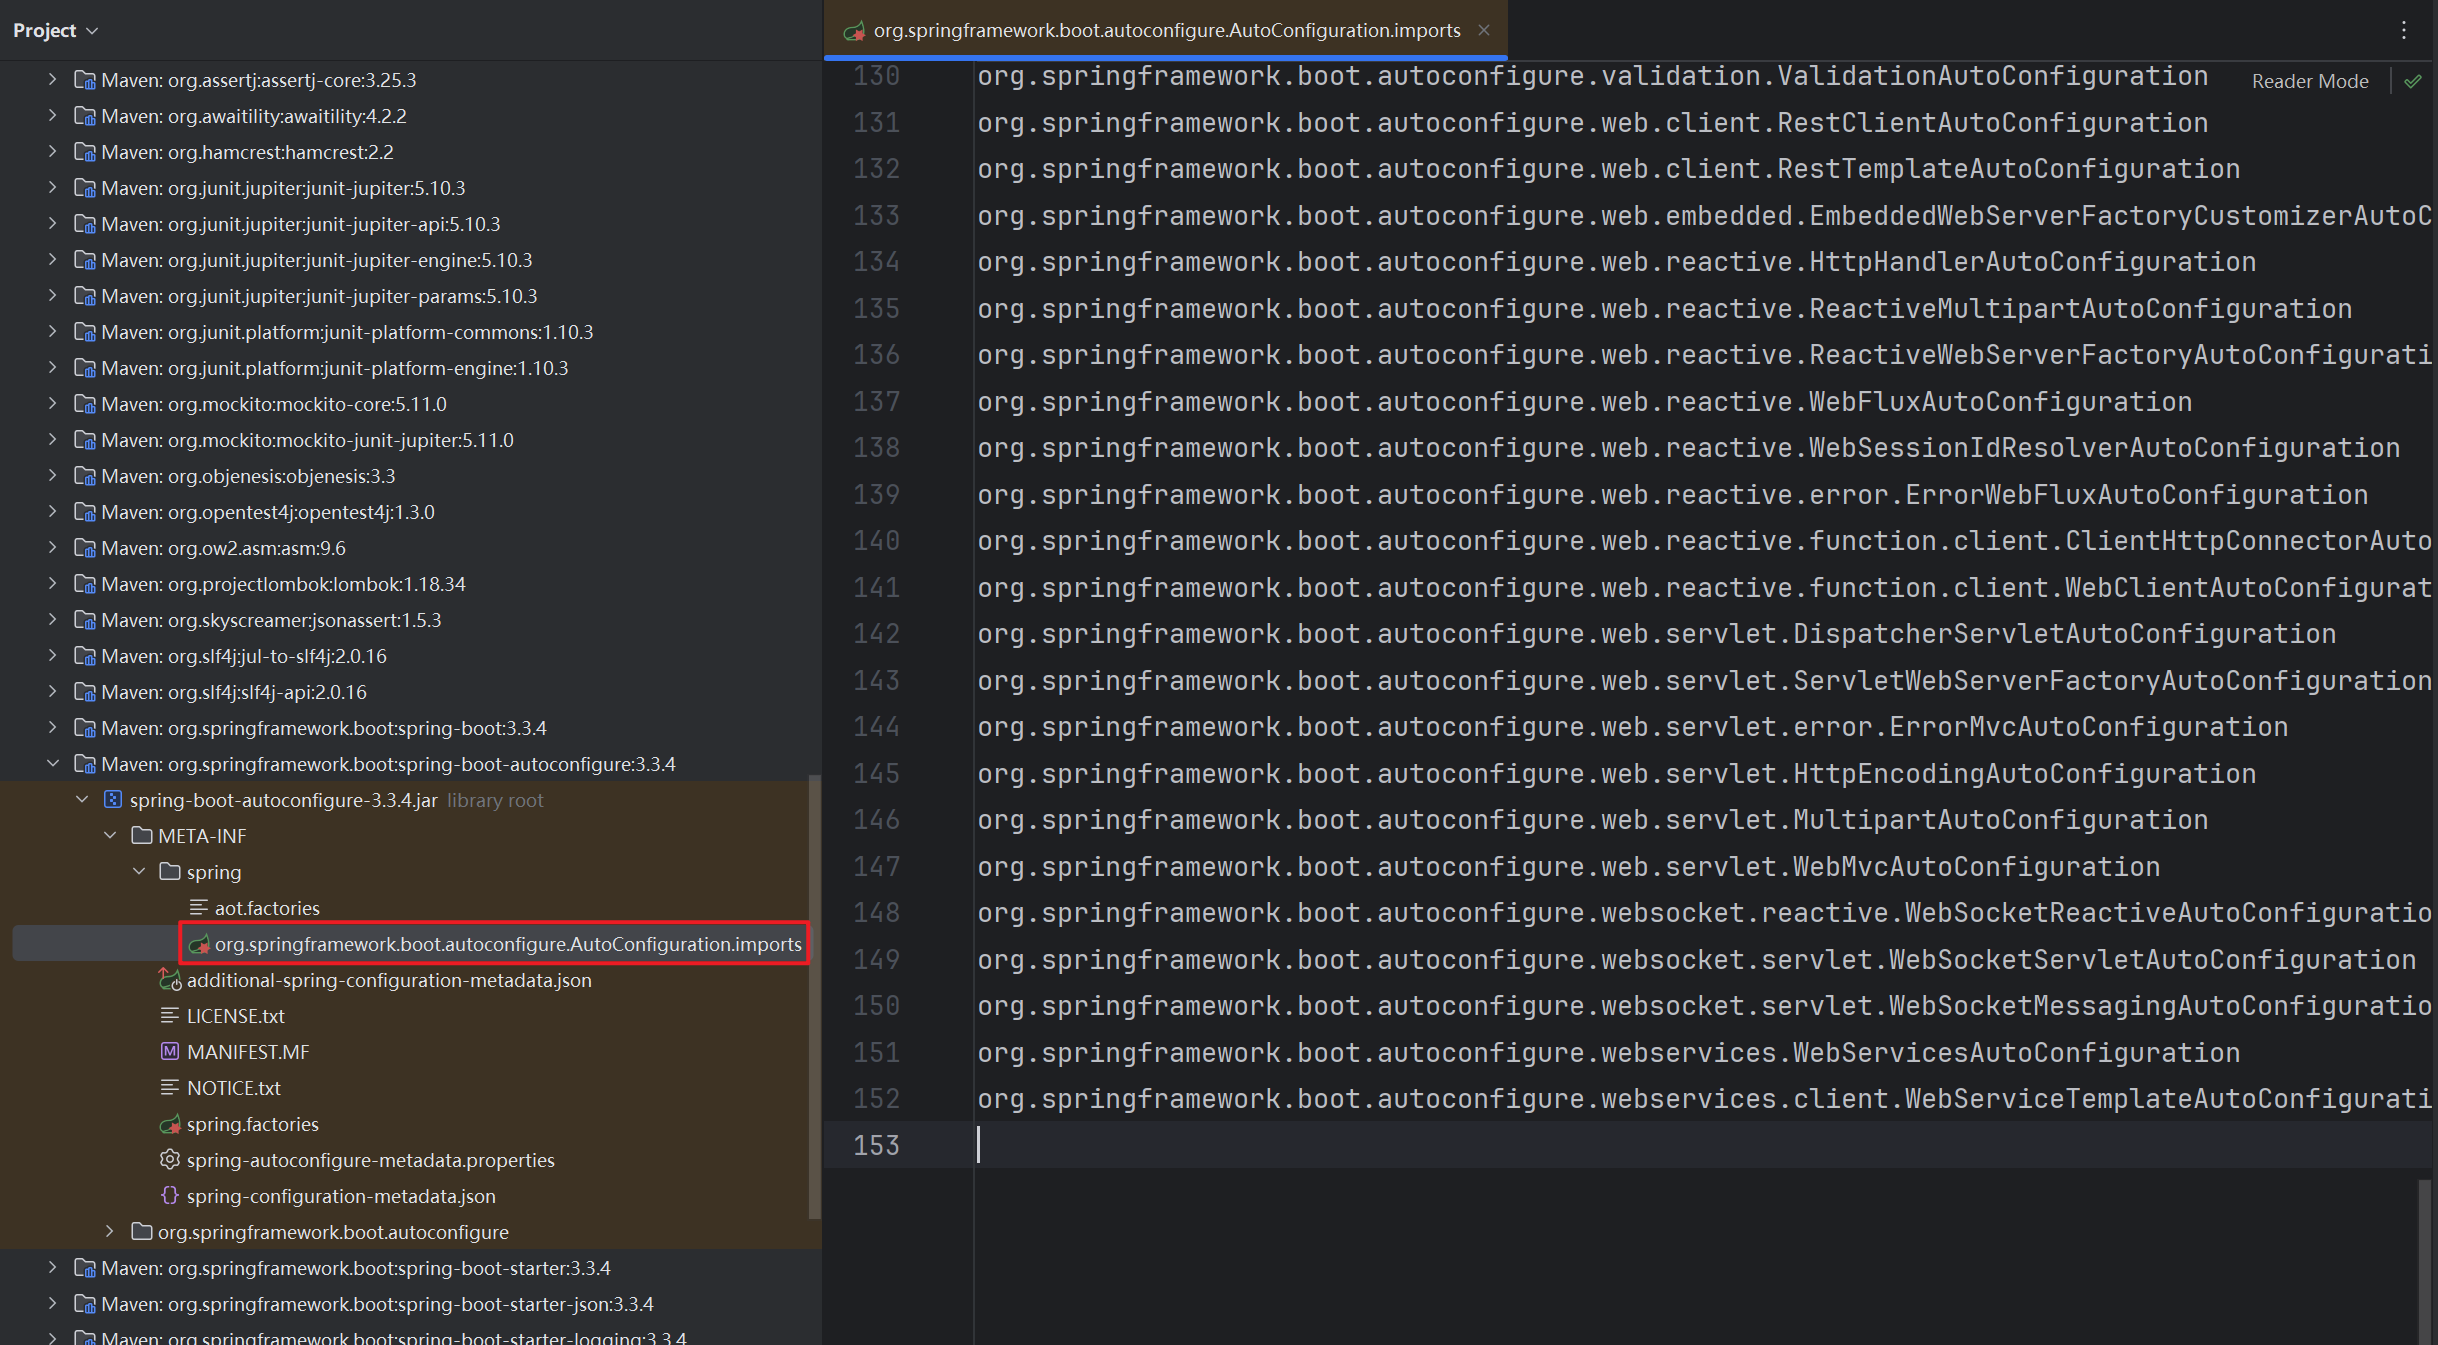 Project
Maven: org.assertj:assertj-core:3.25.3
Maven: org.awaitility:awaitility:4.2.2
Maven: org.hamcrest:hamcrest:2.2
Maven: org.junit.jupiter:junit-jupiter:5.10.3
Maven: org.junit.jupiter:junit-jupiter-api:5.10.3
Maven: org.junit.jupiter:junit-jupiter-engine:5.10.3
Maven: org.junit.jupiter:junit-jupiter-params:5.10.3
Maven: org.junit.platform:junit-platform-commons:1.10.3
Maven: org.junit.platform:junit-platform-engine:1.10.3
Maven: org.mockito:mockito-core:5.11.0
Maven: org.mockito:mockito-junit-jupiter:5.11.0
Maven: org.objenesis:objenesis:3.3
Maven: org.opentest4j:opentest4j:1.3.0
Maven: org.ow2.asm:asm:9.6
Maven: org.projectlombok:lombok:1.18.34
Maven: org.skyscreamer:jsonassert:1.5.3
Maven: org.slf4j:jul-to-slf4j:2.0.16
Maven: org.slf4j:slf4j-api:2.0.16
Maven: org.springframework.boot:spring-boot:3.3.4
Maven: org.springframework.boot:spring-boot-autoconfigure:3.3.4
spring-boot-autoconfigure-3.3.4.jar library root
META-INF
spring
aot.factories
org.springframework.boot.autoconfigure.AutoConfiguration.imports
additional-spring-configuration-metadata.json
LICENSE.txt
MANIFEST.MF
NOTICE.txt
spring.factories
spring-autoconfigure-metadata.properties
spring-configuration-metadata.json
org.springframework.boot.autoconfigure
Maven: org.springframework.boot:spring-boot-starter:3.3.4
Maven: org.springframework.boot:spring-boot-starter-json:3.3.4
Maven: org.springframework.boot:spring-boot-starter-logging:3.3.4
org.springframework.boot.autoconfigure.AutoConfiguration.imports
Reader Mode
130 org.springframework.boot.autoconfigure.validation.ValidationAutoConfiguration
131 org.springframework.boot.autoconfigure.web.client.RestClientAutoConfiguration
132 org.springframework.boot.autoconfigure.web.client.RestTemplateAutoConfiguration
133 org.springframework.boot.autoconfigure.web.embedded.EmbeddedWebServerFactoryCustomizerAutoC
134 org.springframework.boot.autoconfigure.web.reactive.HttpHandlerAutoConfiguration
135 org.springframework.boot.autoconfigure.web.reactive.ReactiveMultipartAutoConfiguration
136 org.springframework.boot.autoconfigure.web.reactive.ReactiveWebServerFactoryAutoConfigurati
137 org.springframework.boot.autoconfigure.web.reactive.WebFluxAutoConfiguration
138 org.springframework.boot.autoconfigure.web.reactive.WebSessionIdResolverAutoConfiguration
139 org.springframework.boot.autoconfigure.web.reactive.error.ErrorWebFluxAutoConfiguration
140 org.springframework.boot.autoconfigure.web.reactive.function.client.ClientHttpConnectorAuto
141 org.springframework.boot.autoconfigure.web.reactive.function.client.WebClientAutoConfigurat
142 org.springframework.boot.autoconfigure.web.servlet.DispatcherServletAutoConfiguration
143 org.springframework.boot.autoconfigure.web.servlet.ServletWebServerFactoryAutoConfiguration
144 org.springframework.boot.autoconfigure.web.servlet.error.ErrorMvcAutoConfiguration
145 org.springframework.boot.autoconfigure.web.servlet.HttpEncodingAutoConfiguration
146 org.springframework.boot.autoconfigure.web.servlet.MultipartAutoConfiguration
147 org.springframework.boot.autoconfigure.web.servlet.WebMvcAutoConfiguration
148 org.springframework.boot.autoconfigure.websocket.reactive.WebSocketReactiveAutoConfiguratio
149 org.springframework.boot.autoconfigure.websocket.servlet.WebSocketServletAutoConfiguration
150 org.springframework.boot.autoconfigure.websocket.servlet.WebSocketMessagingAutoConfiguratio
151 org.springframework.boot.autoconfigure.webservices.WebServicesAutoConfiguration
152 org.springframework.boot.autoconfigure.webservices.client.WebServiceTemplateAutoConfigurati
153